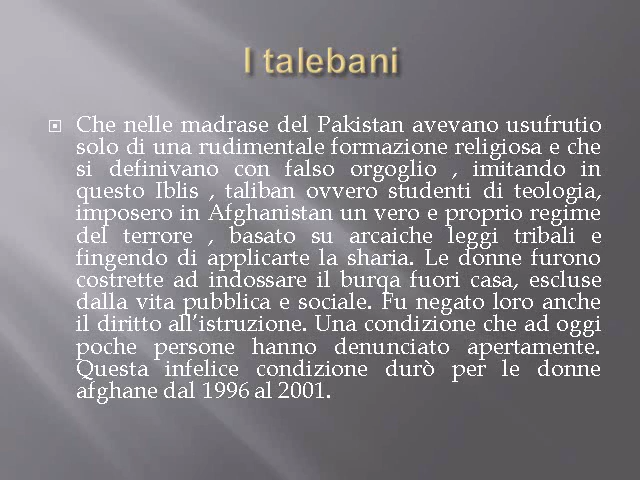 I talebani
Che nelle madrase del Pakistan avevano usufrutio
solo di una rudimentale formazione religiosa e che
si definivano con falso orgoglio , imitando in
questo Iblis , taliban ovvero studenti di teologia,
imposero in Afghanistan un vero e proprio regime
del terrore , basato su arcaiche leggi tribali e
fingendo di applicarte la sharia. Le donne furono
costrette ad indossare il burqa fuori casa, escluse
dalla vita pubblica e sociale. Fu negato loro anche
il diritto all’istruzione. Una condizione che ad oggi
poche persone hanno denunciato apertamente.
Questa infelice condizione durò per le donne
afghane dal 1996 al 2001.